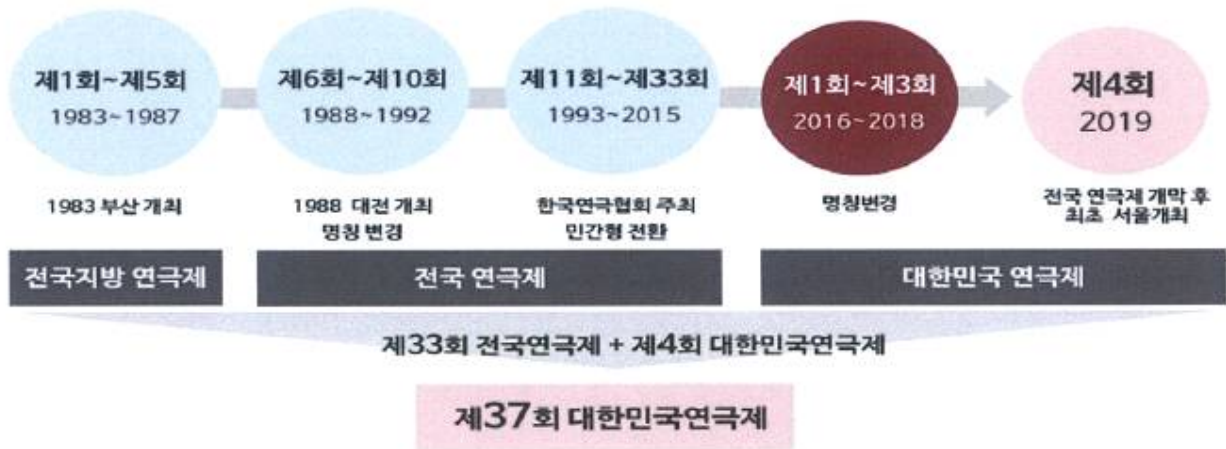 제1회~제5회
1983~1987
제6회~제10회
1988~1992
제11회~제33회
1993~2015
제1회~제3회
2016~2018
제4회
2019
1983 부산 개최
1988 대전 개최
명칭 변경
한국연극협회 주최
민간형 전환
명칭변경
전국 연극제 개막 후
최초 서울개최
전국지방 연극제
전국 연극제
대한민국 연극제
제33회 전국연극제 + 제4회 대한민국연극제
제37회 대한민국연극제